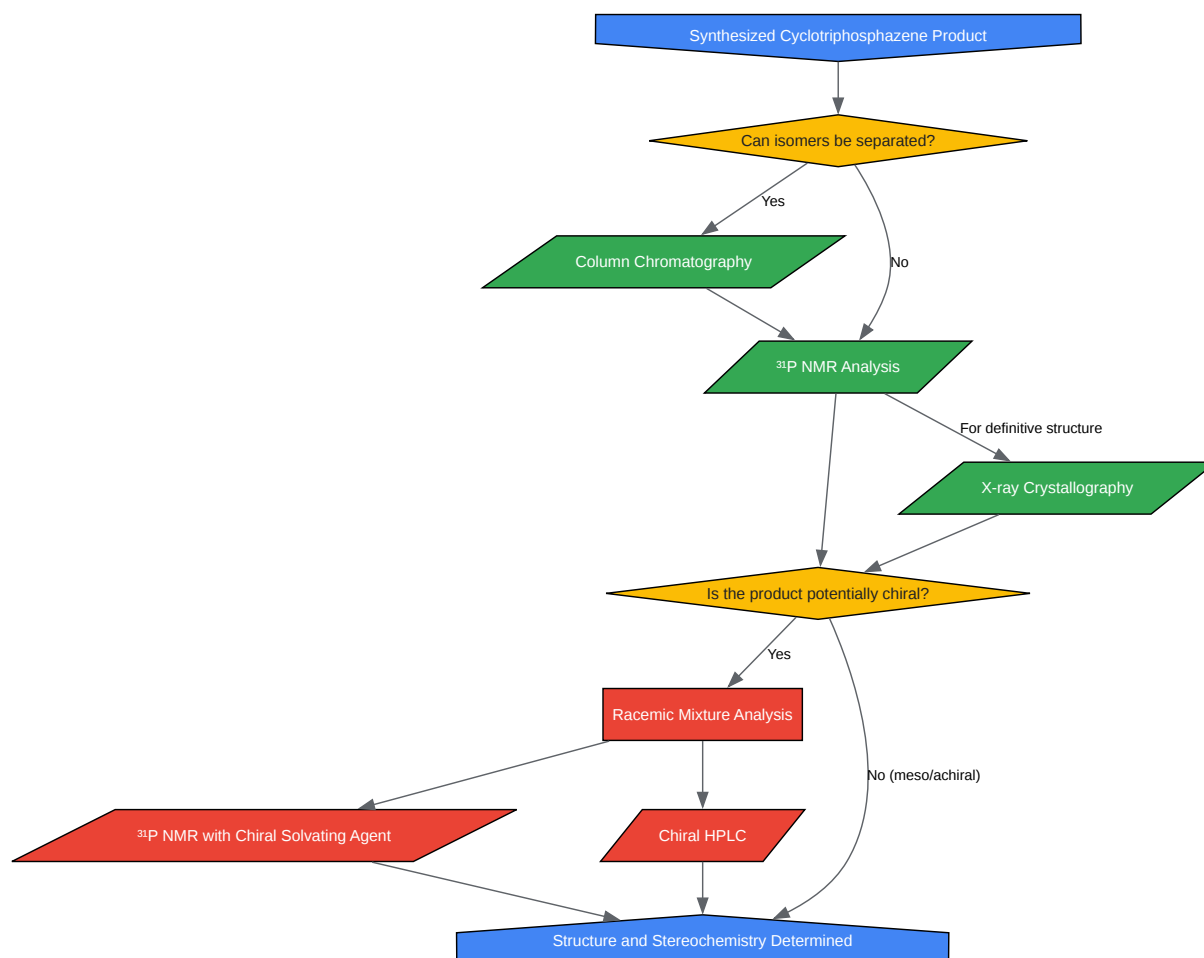 Synthesized Cyclotriphosphazene Product
Can isomers be separated?
Yes
Column Chromatography
No
³¹P NMR Analysis
For definitive structure
X-ray Crystallography
Is the product potentially chiral?
Yes
Racemic Mixture Analysis
No (meso/achiral)
³¹P NMR with Chiral Solvating Agent
Chiral HPLC
Structure and Stereochemistry Determined